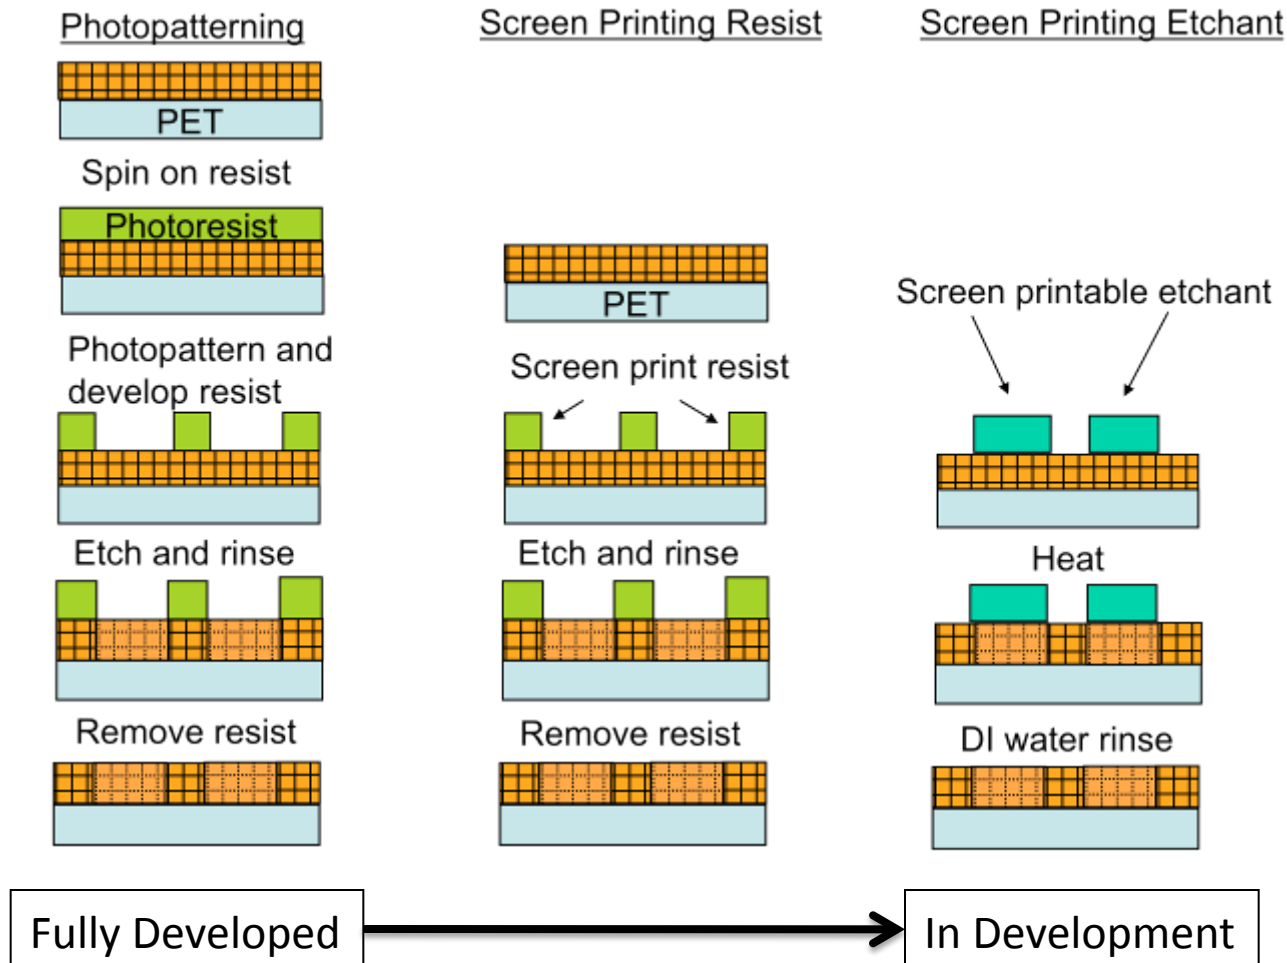 Photopatterning
PET
Spin on resist
Photoresist
Photopattern and
develop resist
Etch and rinse
Remove resist
Screen Printing Resist
PET
Screen print resist
Etch and rinse
Remove resist
Screen Printing Etchant
Screen printable etchant
Heat
DI water rinse
Fully Developed
In Development